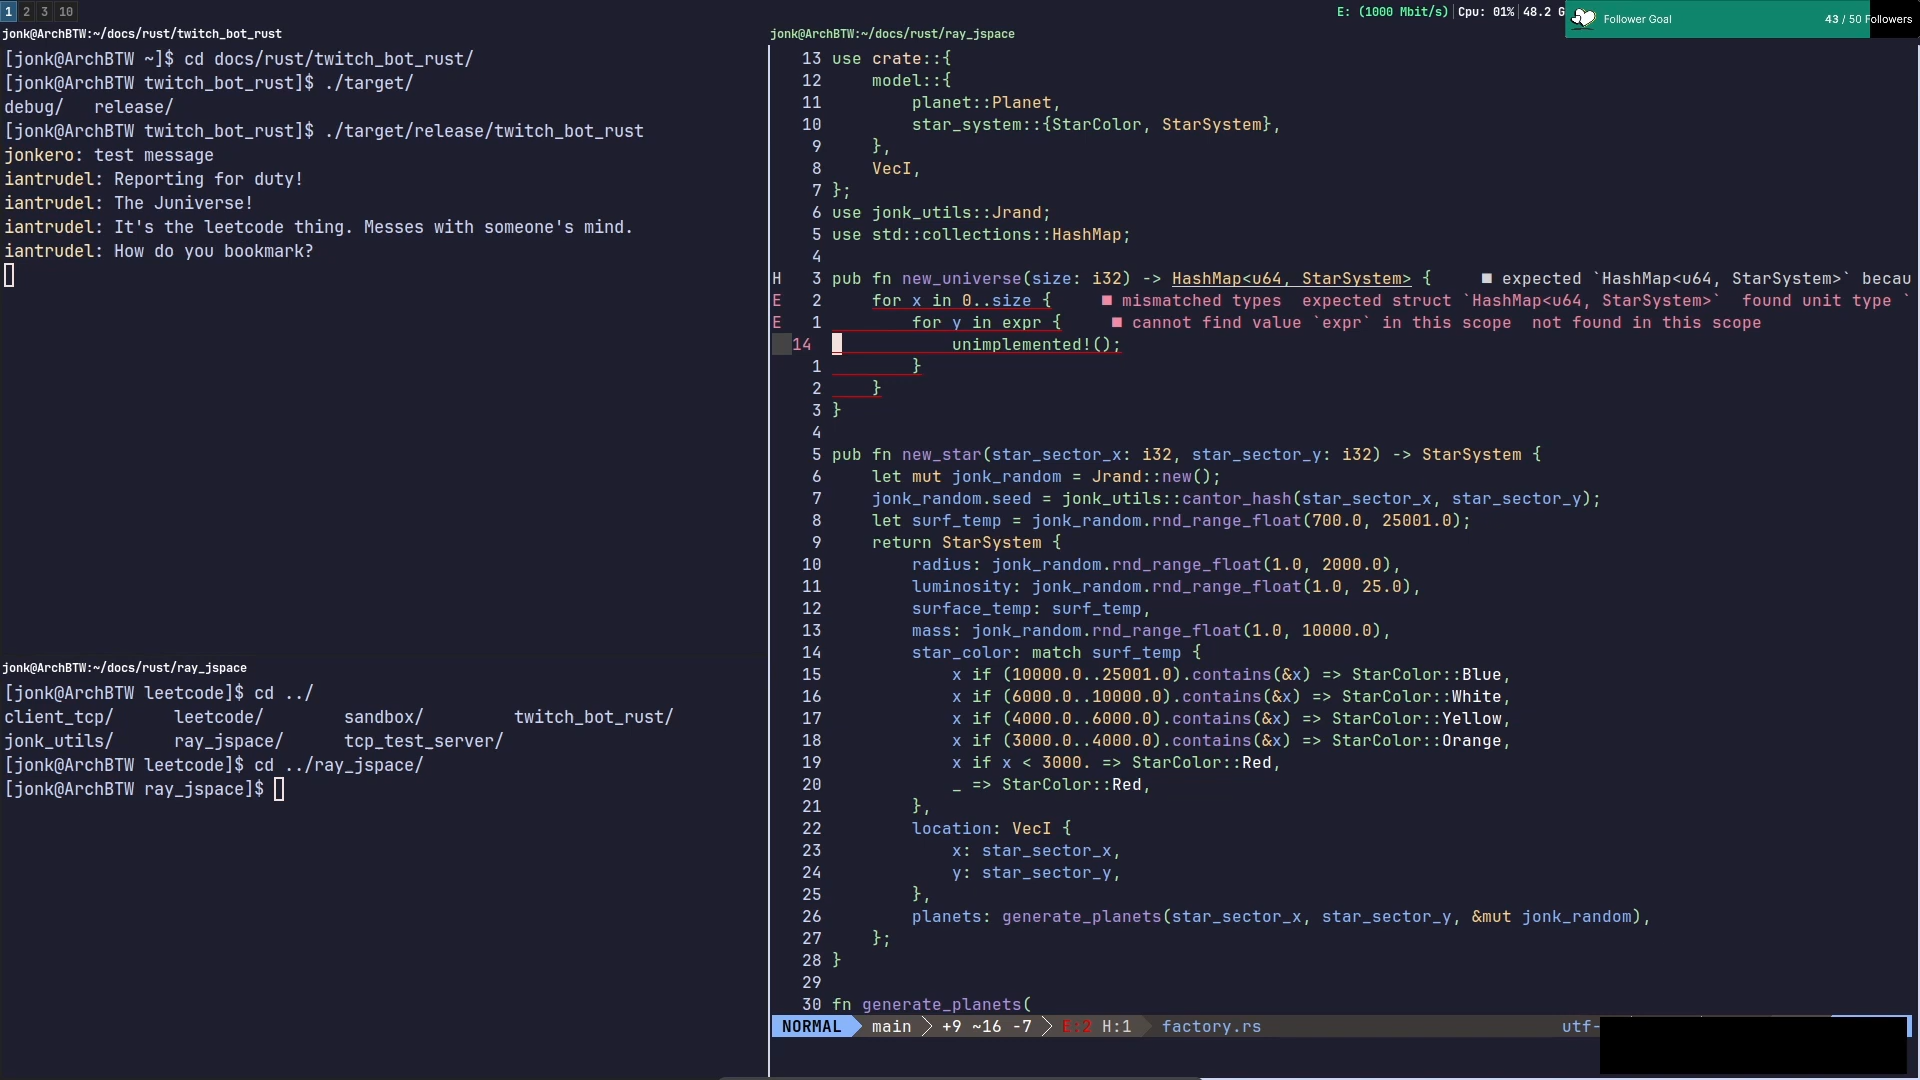 1 2 3 10
E: (1000 Mbit/s) Cpu: 01% 48.2 G
Follower Goal 43 / 50 Followers
jonk@ArchBTW:~/docs/rust/twitch_bot_rust
[jonk@ArchBTW ~]$ cd docs/rust/twitch_bot_rust/
[jonk@ArchBTW twitch_bot_rust]$ ./target/
debug/ release/
[jonk@ArchBTW twitch_bot_rust]$ ./target/release/twitch_bot_rust
jonkero: test message
iantrudel: Reporting for duty!
iantrudel: The Juniverse!
iantrudel: It's the leetcode thing. Messes with someone's mind.
iantrudel: How do you bookmark?
jonk@ArchBTW:~/docs/rust/ray_jspace
[jonk@ArchBTW leetcode]$ cd ../
client_tcp/ leetcode/ sandbox/ twitch_bot_rust/
jonk_utils/ ray_jspace/ tcp_test_server/
[jonk@ArchBTW leetcode]$ cd ../ray_jspace/
[jonk@ArchBTW ray_jspace]$
jonk@ArchBTW:~/docs/rust/ray_jspace
13 use crate::{
12 model::{
11 planet::Planet,
10 star_system::{StarColor, StarSystem},
9 },
8 VecI,
7 };
6 use jonk_utils::Jrand;
5 use std::collections::HashMap;
4
H 3 pub fn new_universe(size: i32) -> HashMap<u64, StarSystem> { ■ expected `HashMap<u64, StarSystem>` becau
E 2 for x in 0..size { ■ mismatched types expected struct `HashMap<u64, StarSystem>` found unit type `
E 1 for y in expr { ■ cannot find value `expr` in this scope not found in this scope
14 unimplemented!();
1 }
2 }
3 }
4
5 pub fn new_star(star_sector_x: i32, star_sector_y: i32) -> StarSystem {
6 let mut jonk_random = Jrand::new();
7 jonk_random.seed = jonk_utils::cantor_hash(star_sector_x, star_sector_y);
8 let surf_temp = jonk_random.rnd_range_float(700.0, 25001.0);
9 return StarSystem {
10 radius: jonk_random.rnd_range_float(1.0, 2000.0),
11 luminosity: jonk_random.rnd_range_float(1.0, 25.0),
12 surface_temp: surf_temp,
13 mass: jonk_random.rnd_range_float(1.0, 10000.0),
14 star_color: match surf_temp {
15 x if (10000.0..25001.0).contains(&x) => StarColor::Blue,
16 x if (6000.0..10000.0).contains(&x) => StarColor::White,
17 x if (4000.0..6000.0).contains(&x) => StarColor::Yellow,
18 x if (3000.0..4000.0).contains(&x) => StarColor::Orange,
19 x if x < 3000. => StarColor::Red,
20 _ => StarColor::Red,
21 },
22 location: VecI {
23 x: star_sector_x,
24 y: star_sector_y,
25 },
26 planets: generate_planets(star_sector_x, star_sector_y, &mut jonk_random),
27 };
28 }
29
30 fn generate_planets(
NORMAL main +9 ~16 -7 E:2 H:1 factory.rs utf-